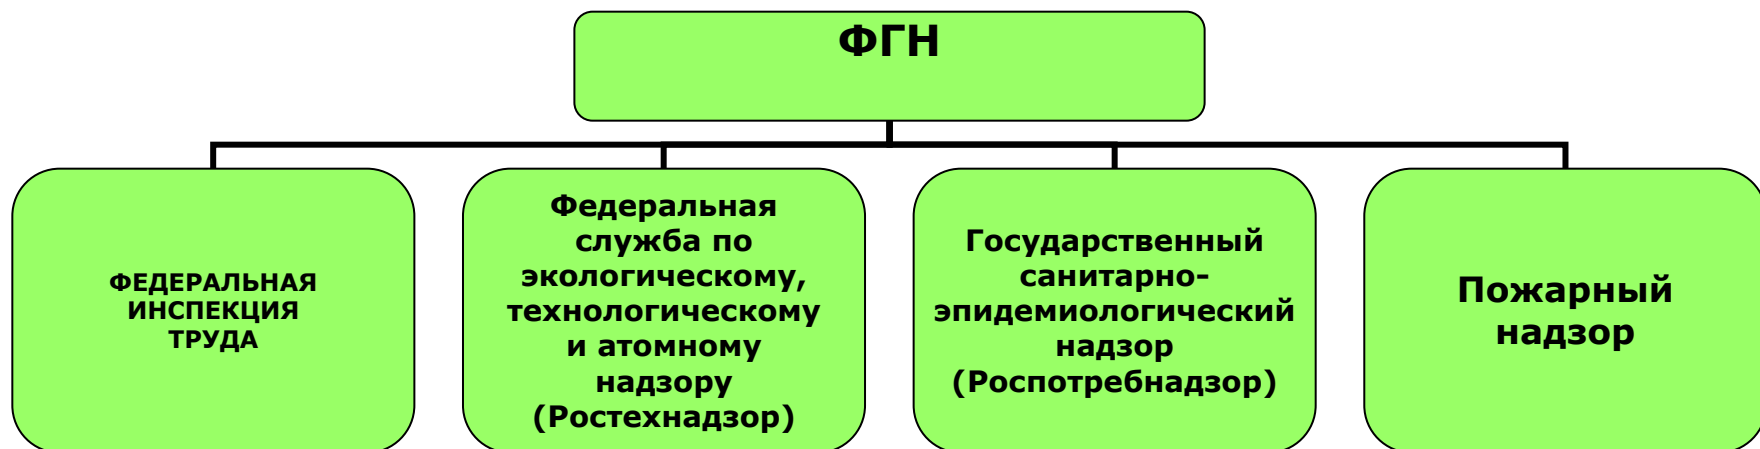 ФГН
ФЕДЕРАЛЬНАЯ
ИНСПЕКЦИЯ
ТРУДА
Федеральная
служба по
экологическому,
технологическому
и атомному
надзору
(Ростехнадзор)
Государственный
санитарно-
эпидемиологический
надзор
(Роспотребнадзор)
Пожарный
надзор